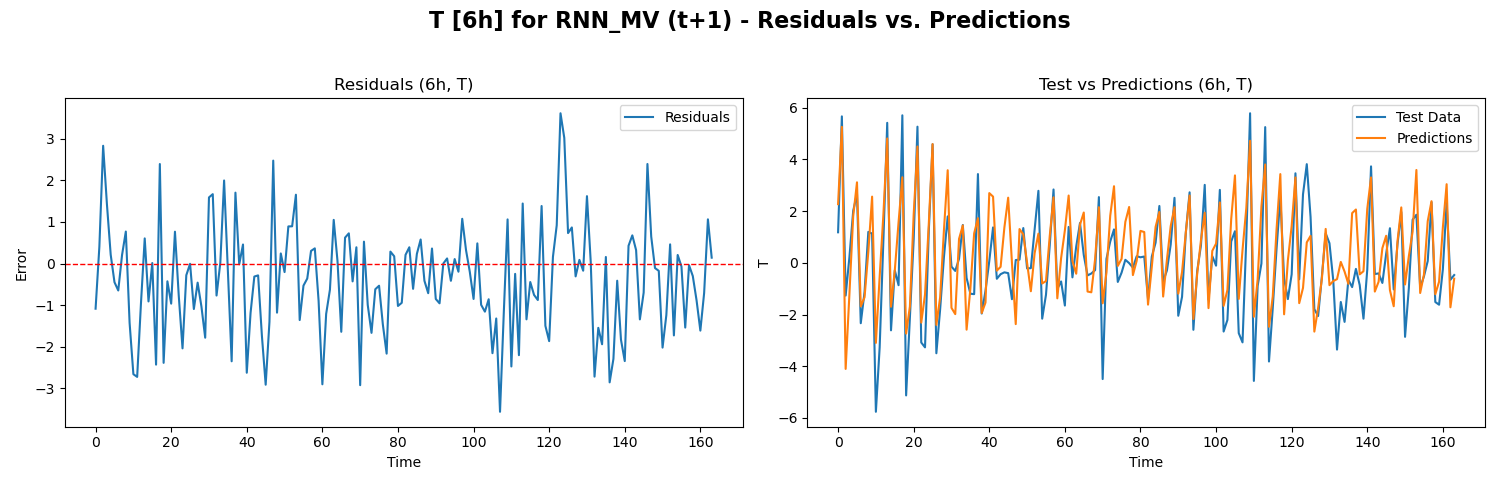 T [6h] for RNN_MV (t+1) - Residuals vs. Predictions
Residuals (6h, T)
Error
3
2
1
0
−1
−2
−3
0 20 40 60 80 100 120 140 160
Time
Residuals
Test vs Predictions (6h, T)
T
6
4
2
0
−2
−4
−6
0 20 40 60 80 100 120 140 160
Time
Test Data
Predictions